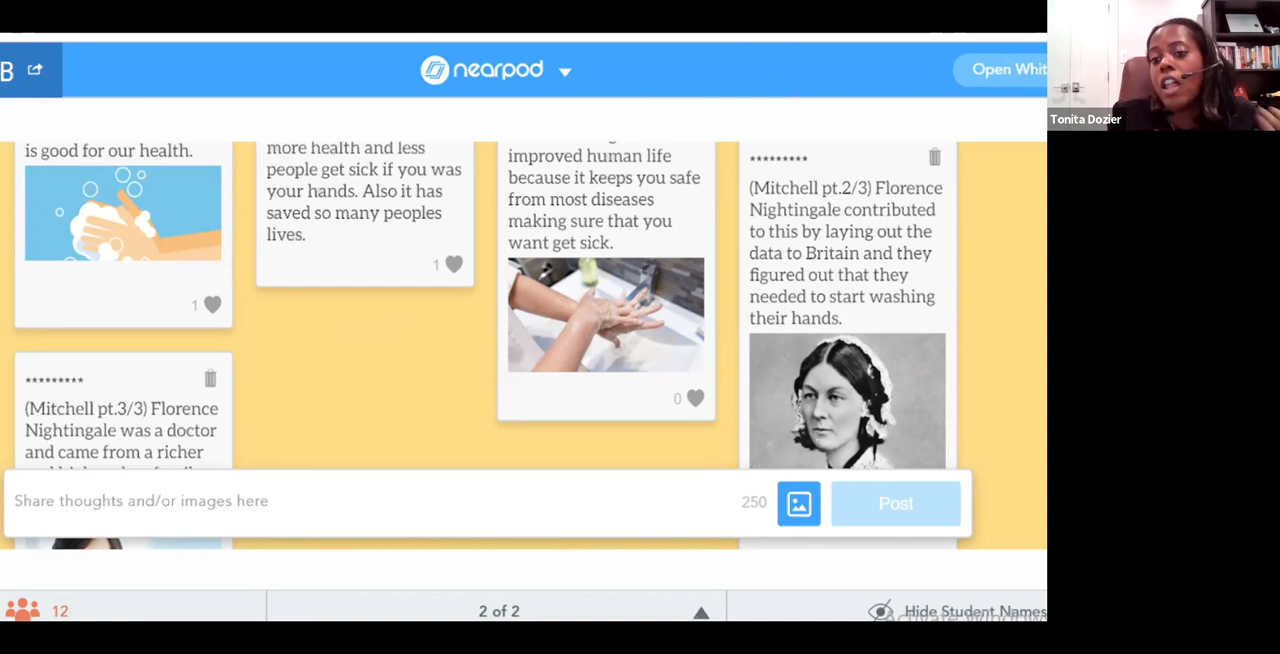 B
nearpod
Open Whit
Tonita Dozier
is good for our health.
1
*********
(Mitchell pt.3/3) Florence
Nightingale was a doctor
and came from a richer
more health and less
people get sick if you was
your hands. Also it has
saved so many peoples
lives.
1
improved human life
because it keeps you safe
from most diseases
making sure that you
want get sick.
0
*********
(Mitchell pt.2/3) Florence
Nightingale contributed
to this by laying out the
data to Britain and they
figured out that they
needed to start washing
their hands.
Share thoughts and/or images here
250
Post
12
2 of 2
Hide Student Names